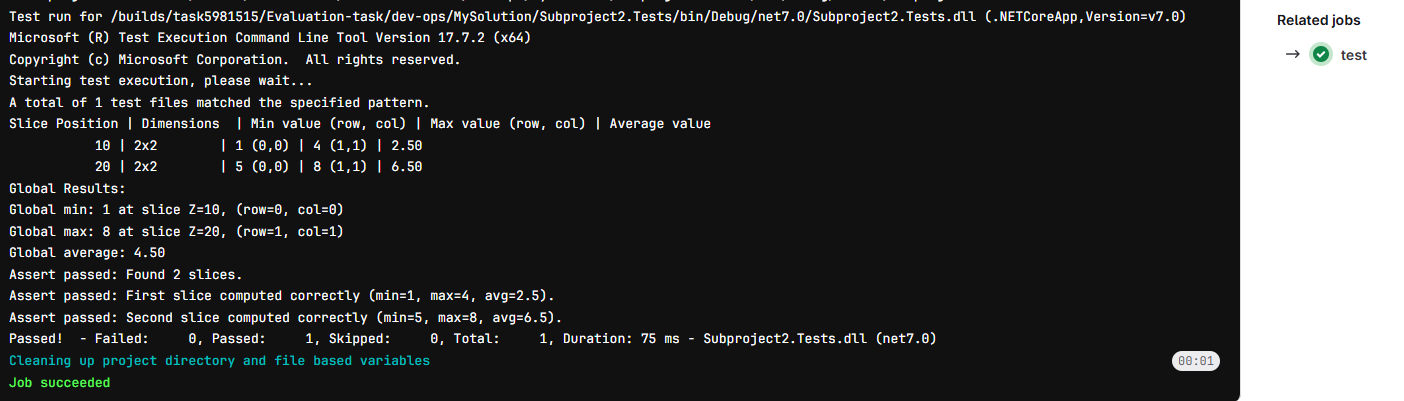 Test run for /builds/task5981515/Evaluation-task/dev-ops/MySolution/Subproject2.Tests/bin/Debug/net7.0/Subproject2.Tests.dll (.NETCoreApp,Version=v7.0)
Microsoft (R) Test Execution Command Line Tool Version 17.7.2 (x64)
Copyright (c) Microsoft Corporation.  All rights reserved.
Starting test execution, please wait...
A total of 1 test files matched the specified pattern.
Slice Position | Dimensions  | Min value (row, col) | Max value (row, col) | Average value
           10 | 2x2        | 1 (0,0) | 4 (1,1) | 2.50
           20 | 2x2        | 5 (0,0) | 8 (1,1) | 6.50
Global Results:
Global min: 1 at slice Z=10, (row=0, col=0)
Global max: 8 at slice Z=20, (row=1, col=1)
Global average: 4.50
Assert passed: Found 2 slices.
Assert passed: First slice computed correctly (min=1, max=4, avg=2.5).
Assert passed: Second slice computed correctly (min=5, max=8, avg=6.5).
Passed!  - Failed:     0, Passed:     1, Skipped:     0, Total:     1, Duration: 75 ms - Subproject2.Tests.dll (net7.0)
Cleaning up project directory and file based variables
00:01
Job succeeded
Related jobs
→ test